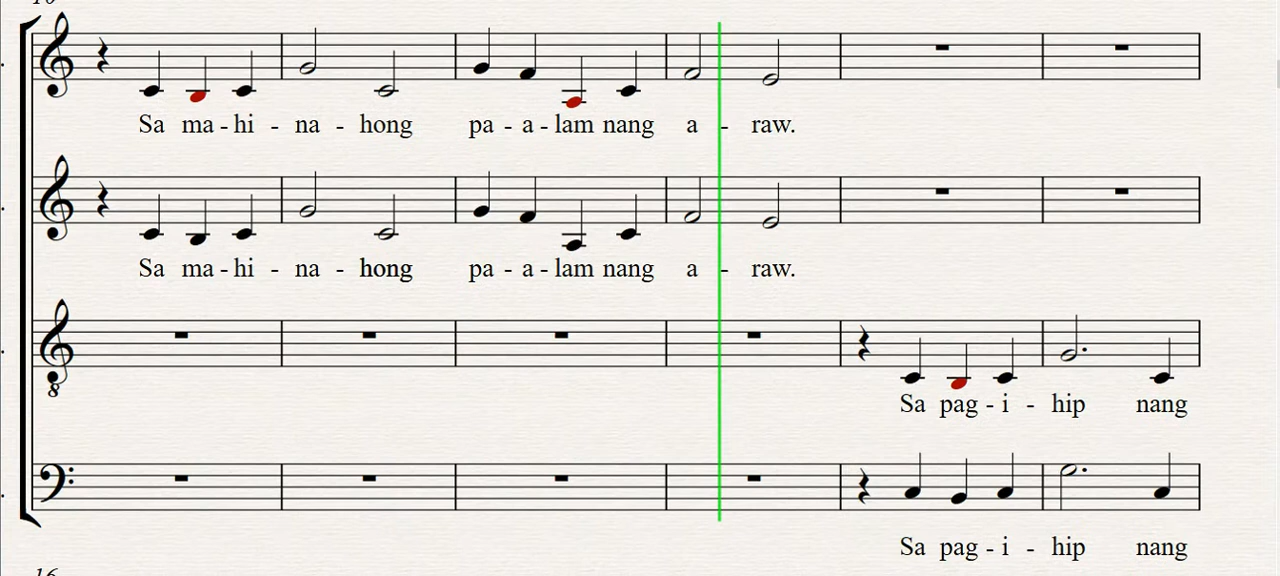 Sa ma - hi - na - hong pa - a - lam nang a - raw.
Sa ma - hi - na - hong pa - a - lam nang a - raw.
8
Sa pag - i - hip nang
Sa pag - i - hip nang
16